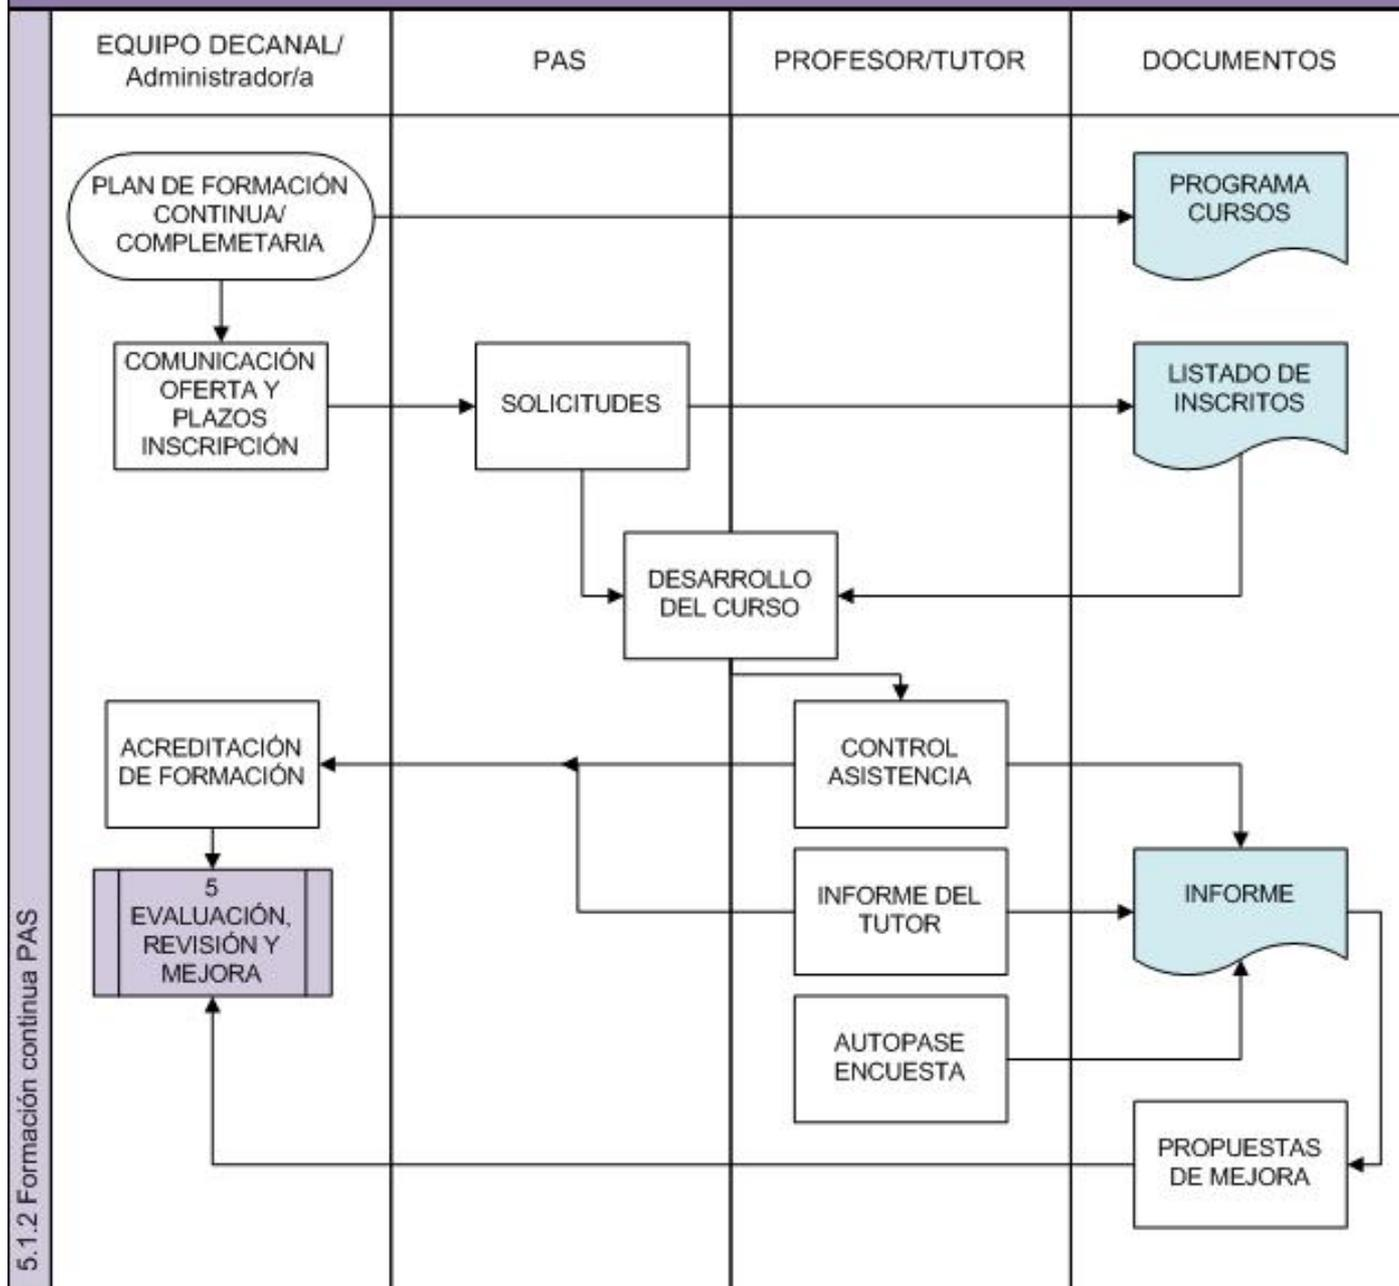 EQUIPO DECANAL/
Administrador/a
PAS
PROFESOR/TUTOR
DOCUMENTOS
PLAN DE FORMACIÓN
CONTINUA/
COMPLEMETARIA
PROGRAMA
CURSOS
COMUNICACIÓN
OFERTA Y
PLAZOS
INSCRIPCIÓN
SOLICITUDES
LISTADO DE
INSCRITOS
DESARROLLO
DEL CURSO
ACREDITACIÓN
DE FORMACIÓN
CONTROL
ASISTENCIA
5
EVALUACIÓN,
REVISIÓN Y
MEJORA
INFORME DEL
TUTOR
INFORME
AUTOPASE
ENCUESTA
PROPUESTAS
DE MEJORA
5.1.2 Formación continua PAS